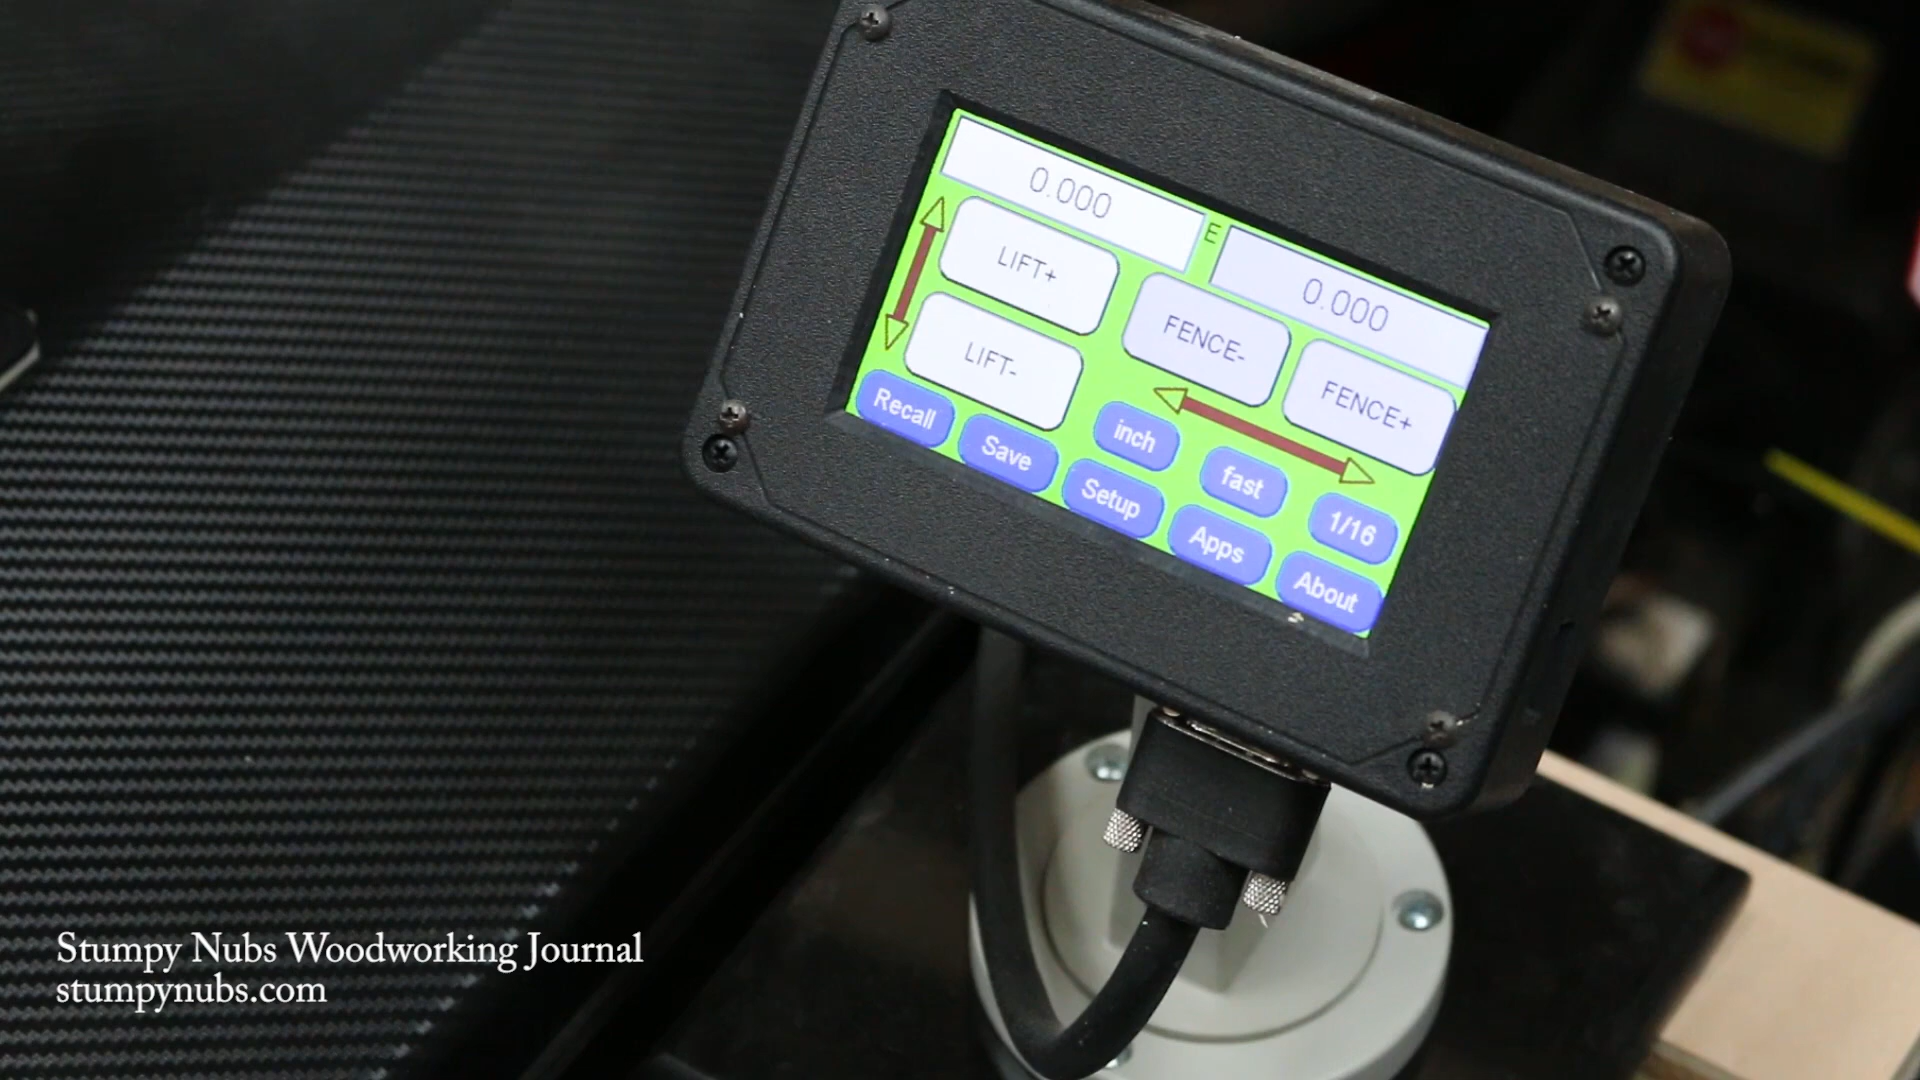 0.000
E
0.000
LIFT+
LIFT-
FENCE-
FENCE+
Recall
Save
inch
Setup
fast
Apps
1/16
About
Stumpy Nubs Woodworking Journal
stumpynubs.com